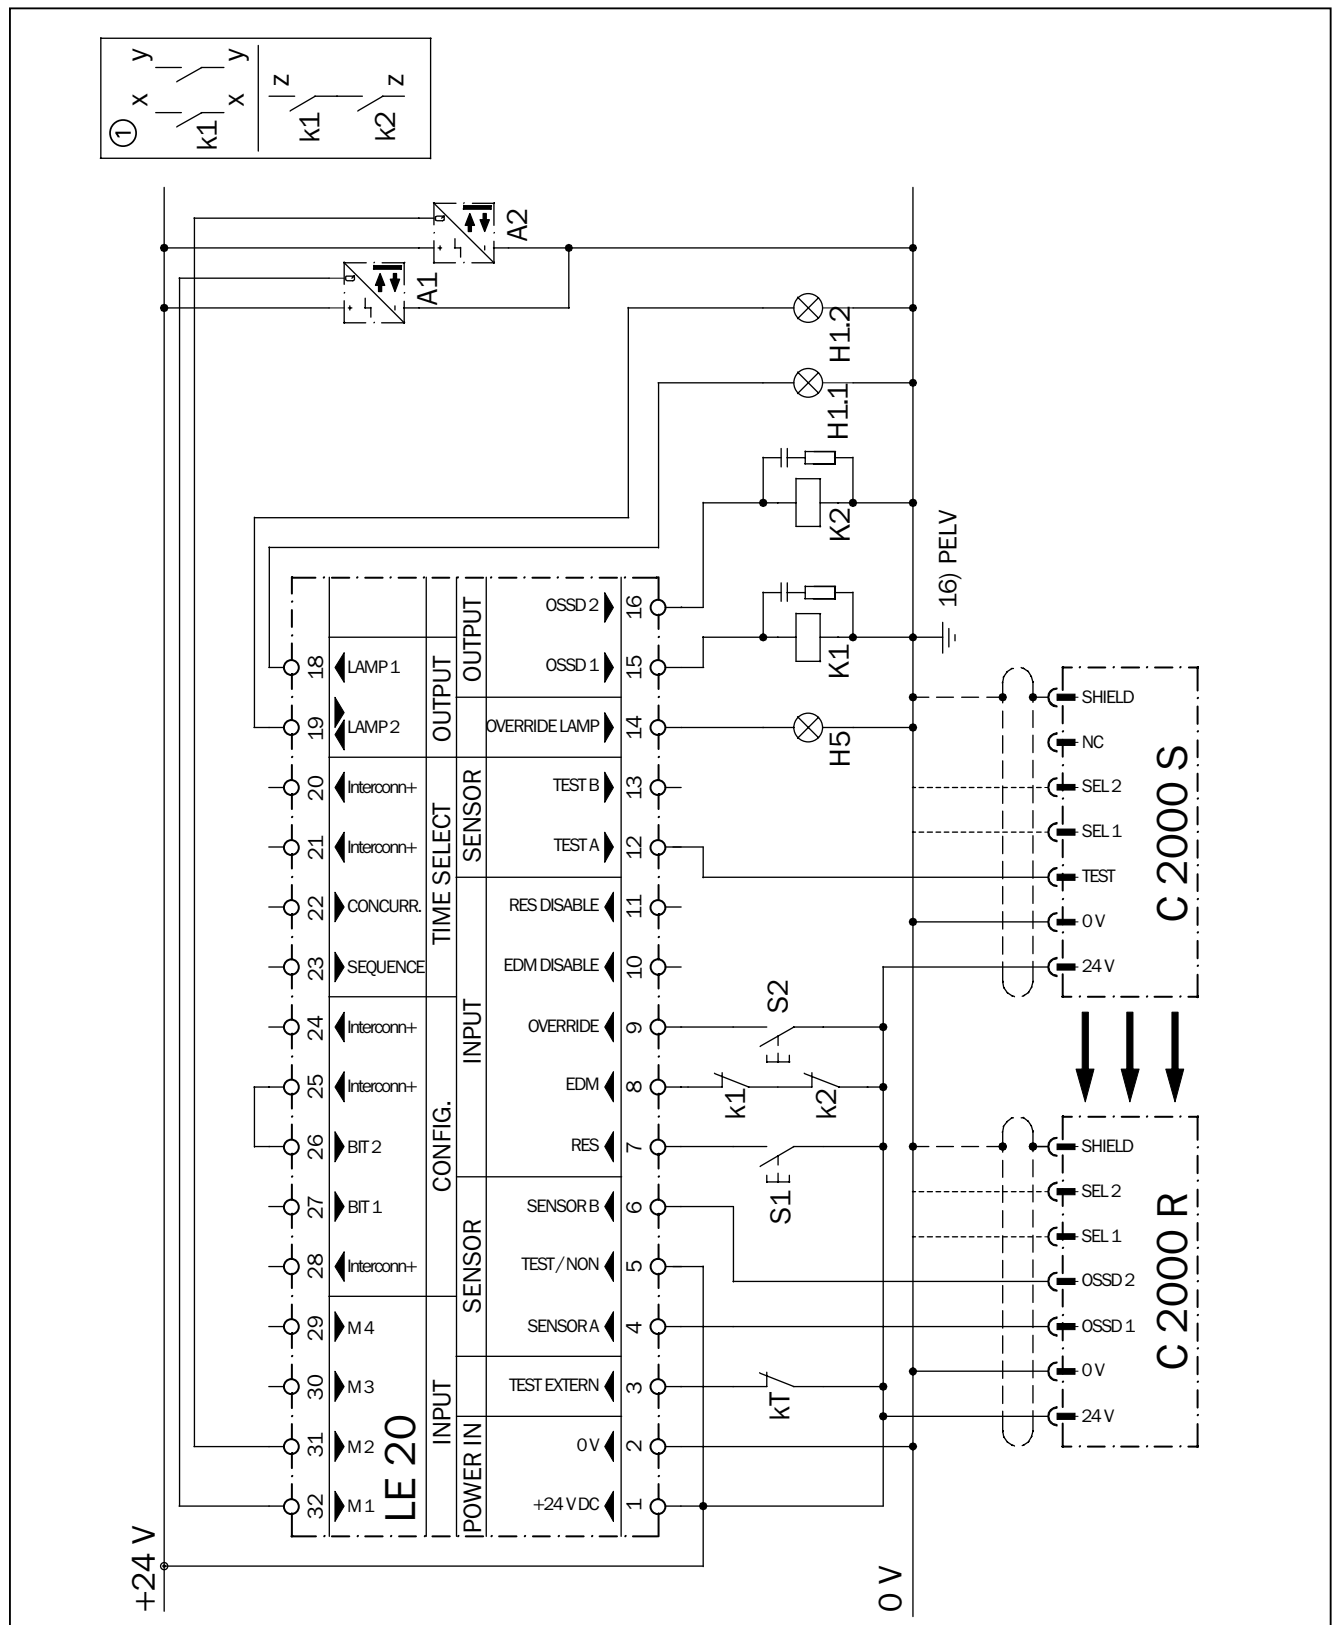 1
x
y
k1
x
y
z
k1
k2
z
+24 V
0 V
A1
A2
Q
Q
H1.2
H1.1
K2
K1
16) PELV
H5
LE 20
INPUT
CONFIG.
TIME SELECT
OUTPUT
POWER IN
SENSOR
INPUT
SENSOR
OUTPUT
18 LAMP 1
19 LAMP 2
20 Interconn+
21 Interconn+
22 CONCURR.
23 SEQUENCE
24 Interconn+
25 Interconn+
26 BIT 2
27 BIT 1
28 Interconn+
29 M 4
30 M 3
31 M 2
32 M 1
OSSD 2 16
OSSD 1 15
OVERRIDE LAMP 14
TEST B 13
TEST A 12
RES DISABLE 11
EDM DISABLE 10
OVERRIDE 9
EDM 8
RES 7
SENSOR B 6
TEST / NON 5
SENSOR A 4
TEST EXTERN 3
0 V 2
+24 V DC 1
S2
k1
k2
S1
kT
C 2000 S
SHIELD
NC
SEL 2
SEL 1
TEST
0 V
24 V
C 2000 R
SHIELD
SEL 2
SEL 1
OSSD 2
OSSD 1
0 V
24 V